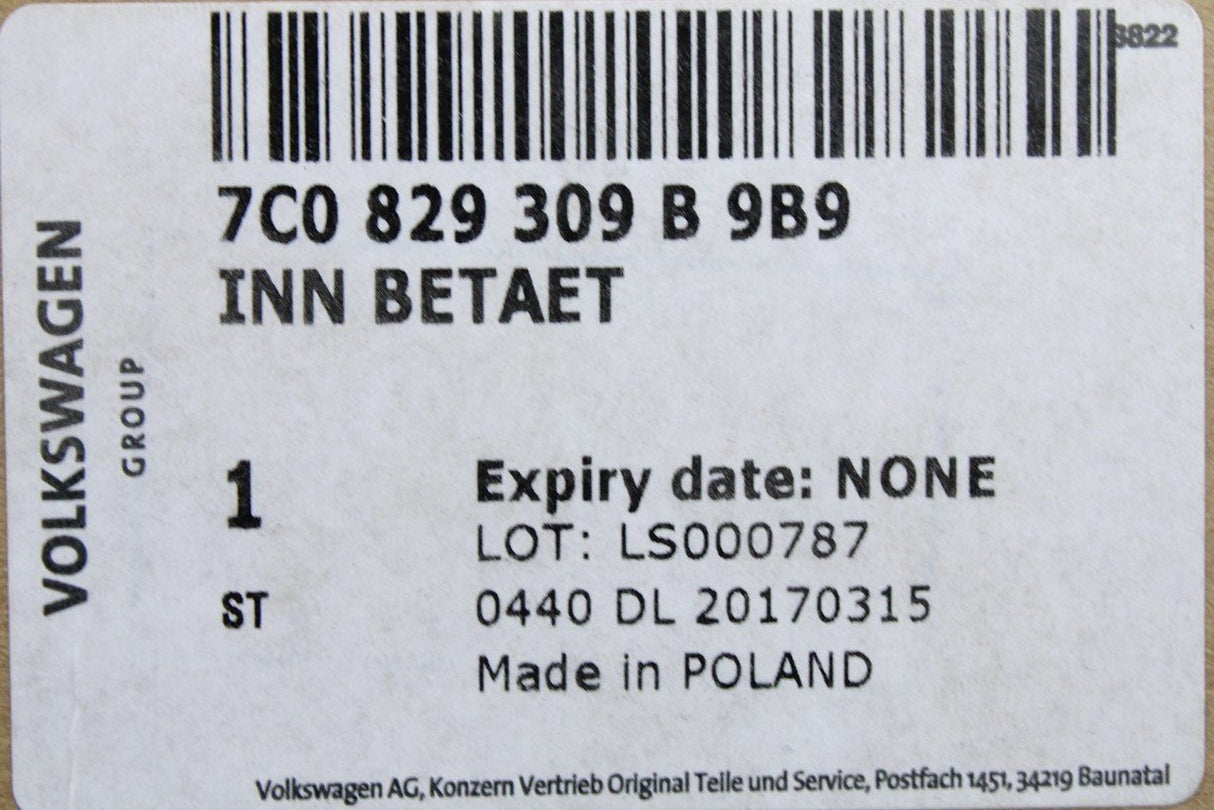 7C0 829 309 B 9B9
INN BETAET
VOLKSWAGEN
GROUP
1
Expiry date: NONE
LOT: LS000787
ST
0440 DL 20170315
Made in POLAND
Volkswagen AG, Konzern Vertrieb Original Teile und Service, Postfach 1451, 34219 Baunatal